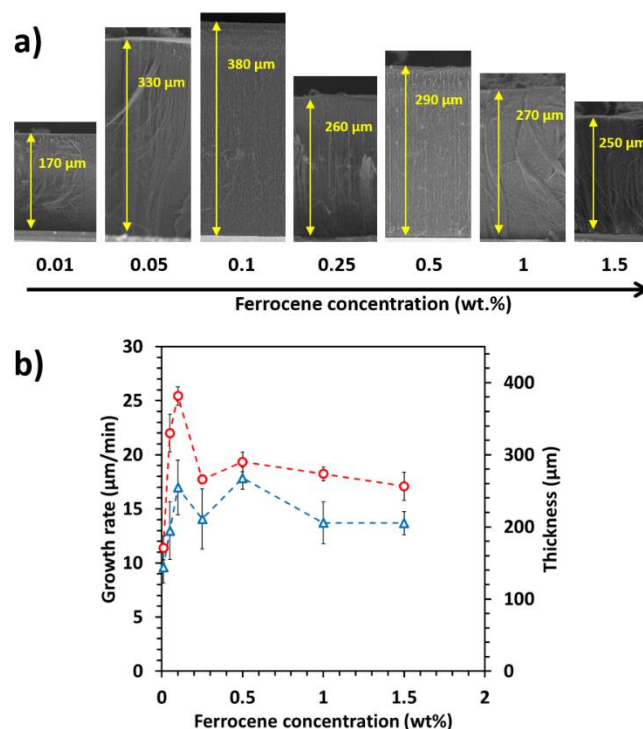 a)
170 µm
330 µm
380 µm
260 µm
290 µm
270 µm
250 µm
0.01 0.05 0.1 0.25 0.5 1 1.5
Ferrocene concentration (wt.%)
b)
Growth rate (µm/min)
30
25
20
15
10
5
0
Thickness (µm)
400
300
200
100
0
0 0.5 1 1.5 2
Ferrocene concentration (wt%)